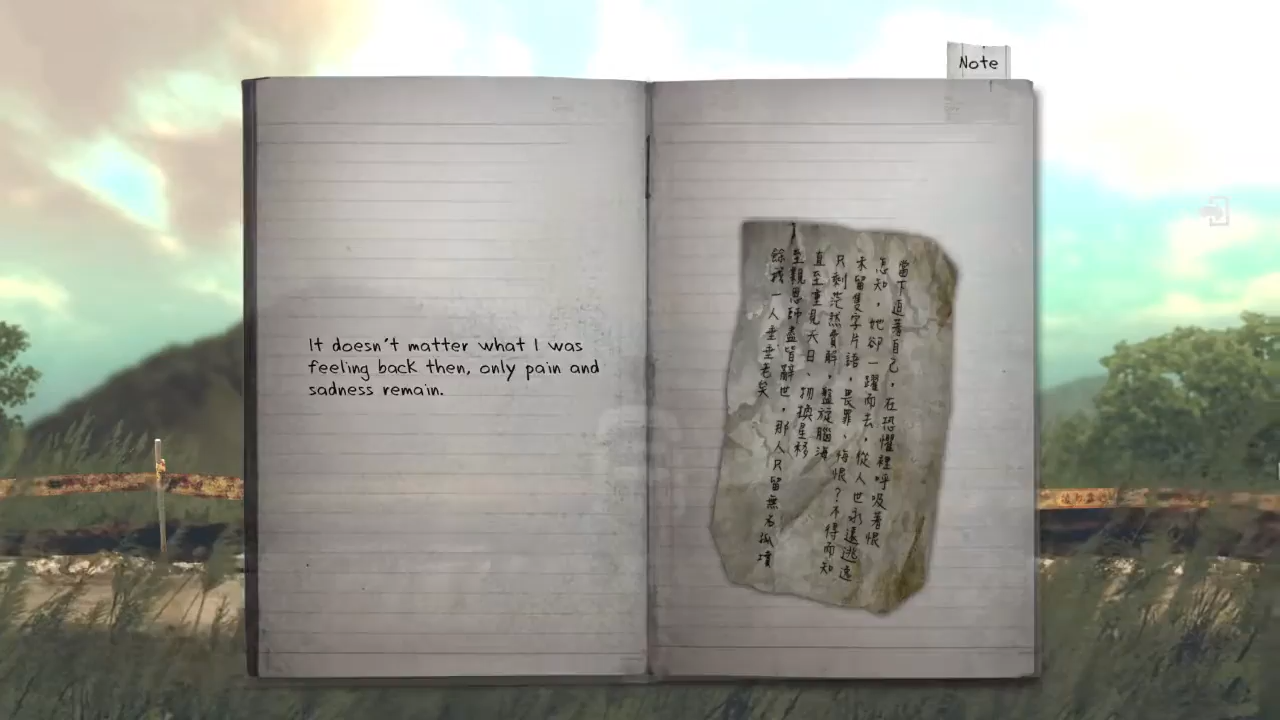 Note
It doesn't matter what I was
feeling back then, only pain and
sadness remain.
當下逼著自己，在恐懼裡呼吸著恨
怎知，她卻一躍而去，從人世永遠逃逸
未留隻字片語，畏罪、悔恨？不得而知
只剩茫然費解，盤旋腦海
直至重見天日、物換星移
至親恩師盡皆辭世，那人只留無名孤墳
餘我一人垂垂老矣